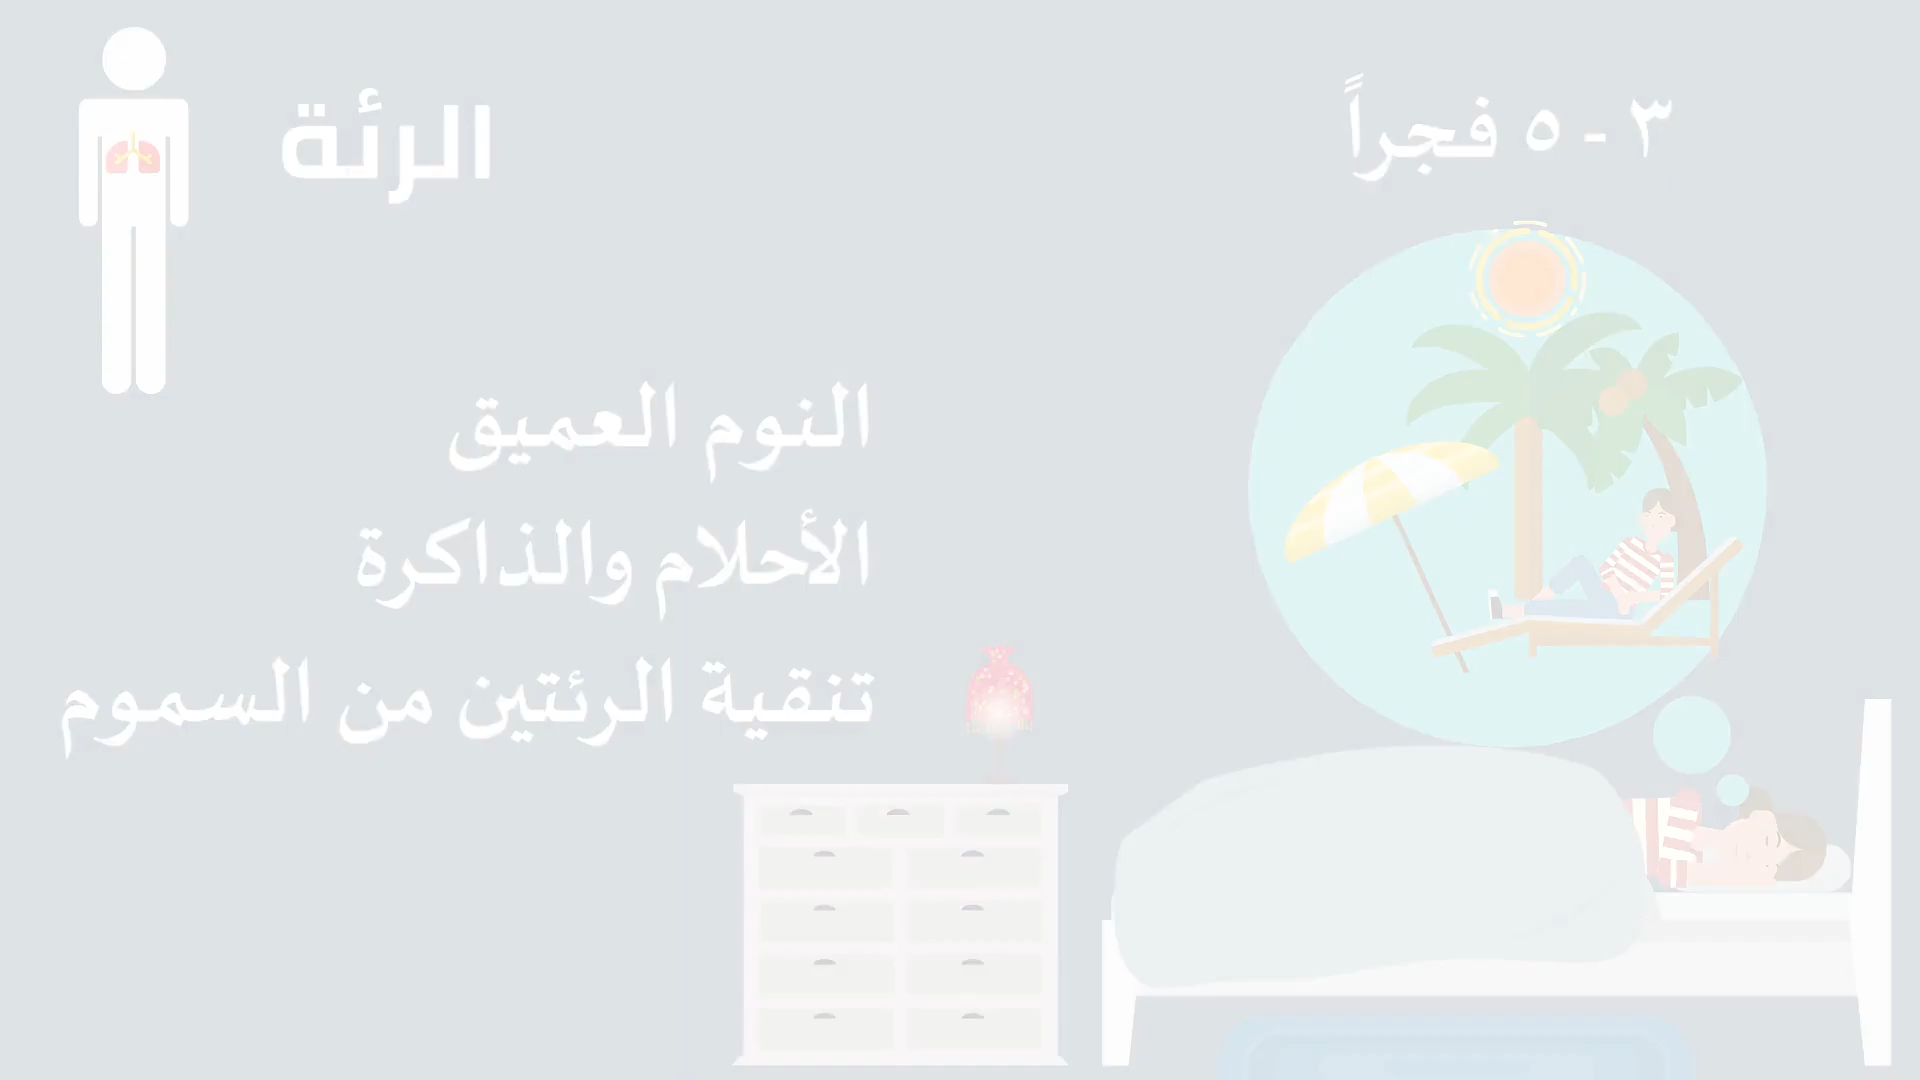 ٣ - ٥ فجراً
الرئة
النوم العميق
الأحلام والذاكرة
تنقية الرئتين من السموم